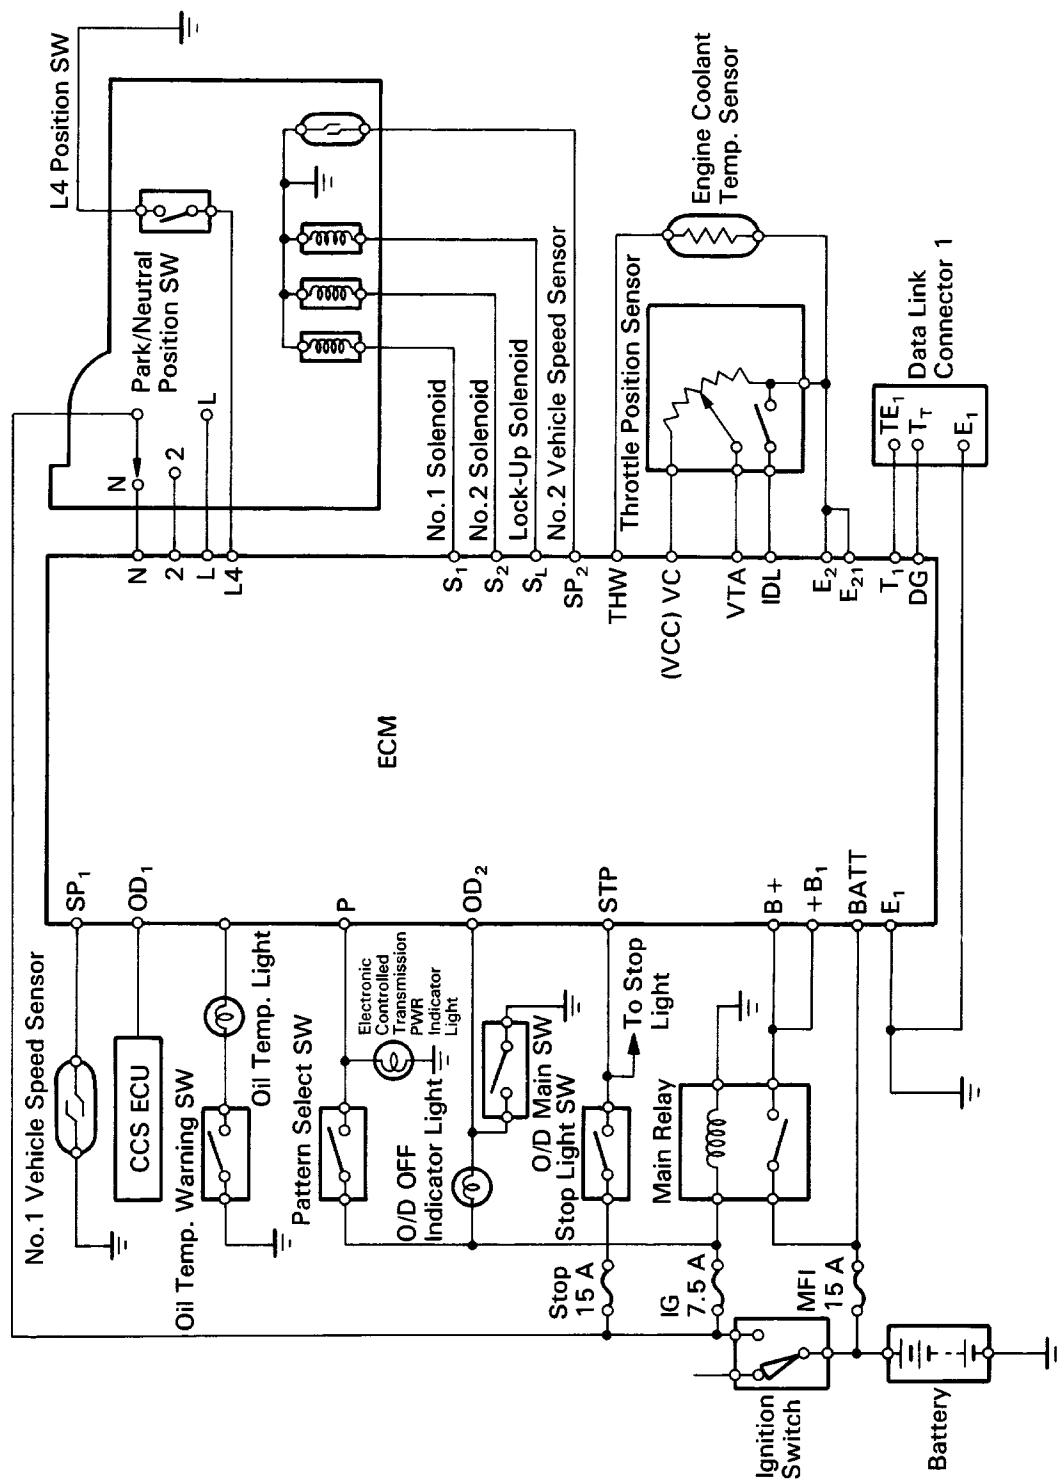 L4 Position SW
Park/Neutral
Position SW
N
2
L
N
2
L
L4
No.1 Solenoid
S1
No.2 Solenoid
S2
Lock-Up Solenoid
SL
No.2 Vehicle Speed Sensor
SP2
Engine Coolant
Temp. Sensor
THW
Throttle Position Sensor
(VCC) VC
VTA
IDL
E2
E21
Data Link
Connector 1
TE1
TT
E1
T1
DG
ECM
No.1 Vehicle Speed Sensor
SP1
CCS ECU
OD1
Oil Temp. Warning SW
Oil Temp. Light
Pattern Select SW
P
Electronic
Controlled
Transmission
PWR
Indicator
Light
O/D OFF
Indicator Light
OD2
O/D Main SW
Stop Light SW
STP
To Stop
Light
Main Relay
B+
+B1
BATT
E1
Stop
15 A
IG
7.5 A
MFI
15 A
Ignition
Switch
Battery